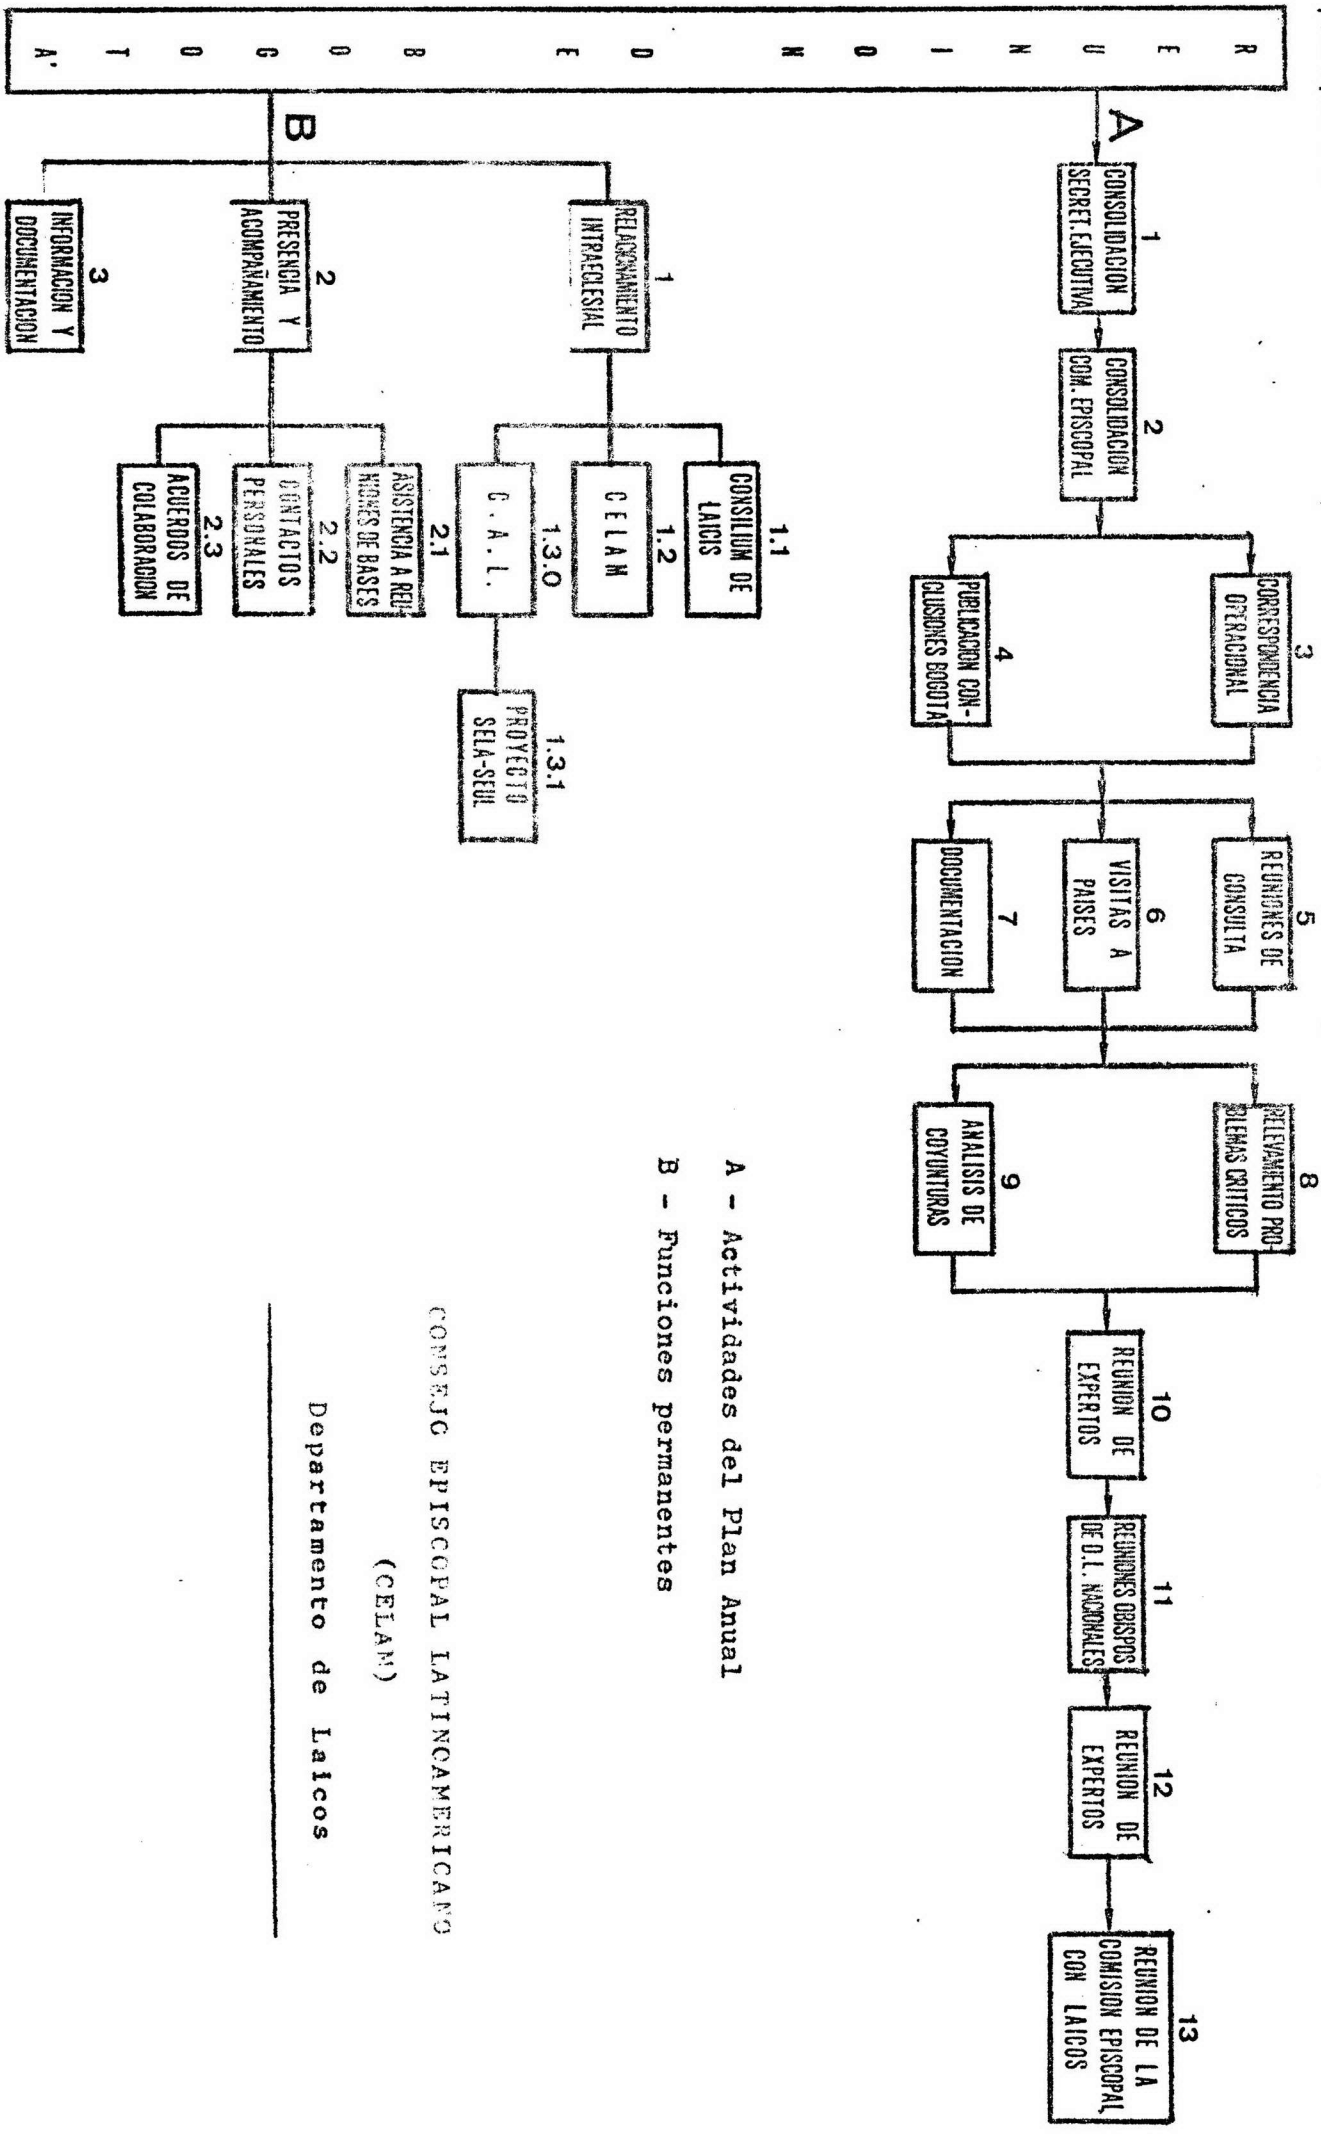 REUNION DE BOGOTA'
A
1
CONSOLIDACION
SECRET. EJECUTIVA
2
CONSOLIDACION
COM. EPISCOPAL
3
CORRESPONDENCIA
OPERACIONAL
4
PUBLICACION CON-
CLUSIONES BOGOTA
5
REUNIONES DE
CONSULTA
6
VISITAS A
PAISES
7
DOCUMENTACION
8
RELEVAMIENTO PRO-
BLEMAS CRITICOS
9
ANALISIS DE
COYUNTURAS
10
REUNION DE
EXPERTOS
11
REUNIONES OBISPOS
DE D.L. NACIONALES
12
REUNION DE
EXPERTOS
13
REUNION DE LA
COMISION EPISCOPAL,
CON LAICOS
B
1
RELACIONAMIENTO
INTRAECLESIAL
1.1
CONSILIUM DE
LAICIS
1.2
CELAM
1.3.0
C. A. L.
1.3.1
PROYECTO
SELA-SEUL
2
PRESENCIA Y
ACOMPAÑAMIENTO
2.1
ASISTENCIA A REU-
NIONES DE BASES
2.2
CONTACTOS
PERSONALES
2.3
ACUERDOS DE
COLABORACION
3
INFORMACION Y
DOCUMENTACION
A - Actividades del Plan Anual
B - Funciones permanentes
CONSEJO EPISCOPAL LATINOAMERICANO
(CELAM)
Departamento de Laicos